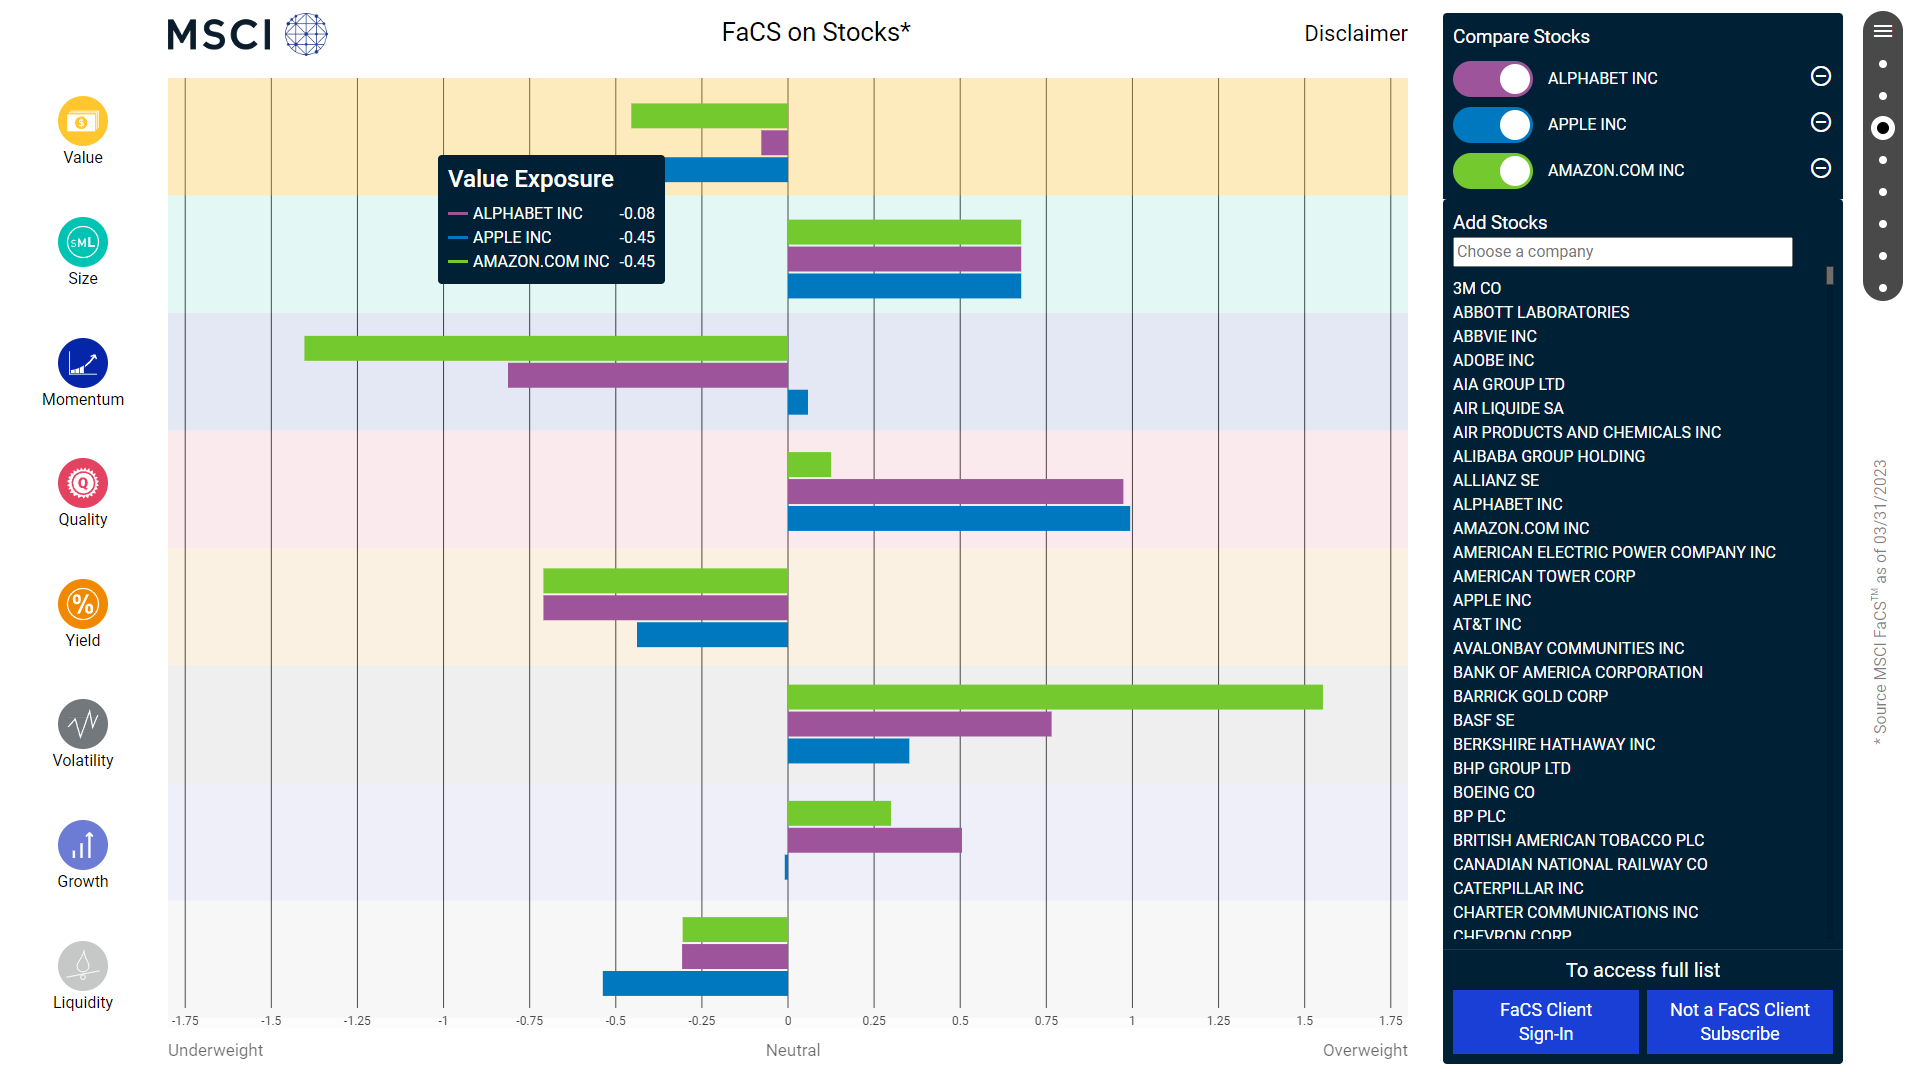 MSCI
FaCS on Stocks*
Disclaimer
Value
Size
Momentum
Quality
Yield
Volatility
Growth
Liquidity
$
SML
Q
%
Value Exposure
ALPHABET INC -0.08
APPLE INC -0.45
AMAZON.COM INC -0.45
-1.75 -1.5 -1.25 -1 -0.75 -0.5 -0.25 0 0.25 0.5 0.75 1 1.25 1.5 1.75
Underweight Neutral Overweight
Compare Stocks
ALPHABET INC
APPLE INC
AMAZON.COM INC
Add Stocks
Choose a company
3M CO
ABBOTT LABORATORIES
ABBVIE INC
ADOBE INC
AIA GROUP LTD
AIR LIQUIDE SA
AIR PRODUCTS AND CHEMICALS INC
ALIBABA GROUP HOLDING
ALLIANZ SE
ALPHABET INC
AMAZON.COM INC
AMERICAN ELECTRIC POWER COMPANY INC
AMERICAN TOWER CORP
APPLE INC
AT&T INC
AVALONBAY COMMUNITIES INC
BANK OF AMERICA CORPORATION
BARRICK GOLD CORP
BASF SE
BERKSHIRE HATHAWAY INC
BHP GROUP LTD
BOEING CO
BP PLC
BRITISH AMERICAN TOBACCO PLC
CANADIAN NATIONAL RAILWAY CO
CATERPILLAR INC
CHARTER COMMUNICATIONS INC
CHEVRON CORP
To access full list
FaCS Client
Sign-In
Not a FaCS Client
Subscribe
* Source MSCI FaCS™ as of 03/31/2023